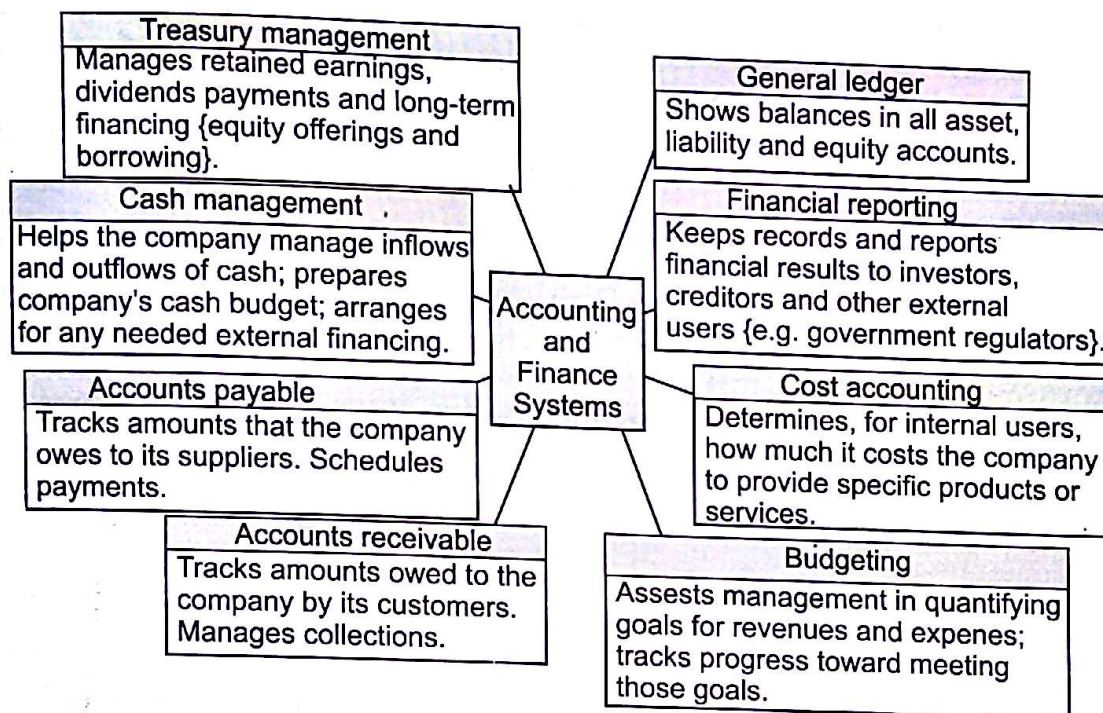 Treasury management
Manages retained earnings,
dividends payments and long-term
financing {equity offerings and
borrowing}.
General ledger
Shows balances in all asset,
liability and equity accounts.
Cash management
Helps the company manage inflows
and outflows of cash; prepares
company's cash budget; arranges
for any needed external financing.
Financial reporting
Keeps records and reports
financial results to investors,
creditors and other external
users {e.g. government regulators}.
Accounting
and
Finance
Systems
Accounts payable
Tracks amounts that the company
owes to its suppliers. Schedules
payments.
Cost accounting
Determines, for internal users,
how much it costs the company
to provide specific products or
services.
Accounts receivable
Tracks amounts owed to the
company by its customers.
Manages collections.
Budgeting
Assests management in quantifying
goals for revenues and expenes;
tracks progress toward meeting
those goals.